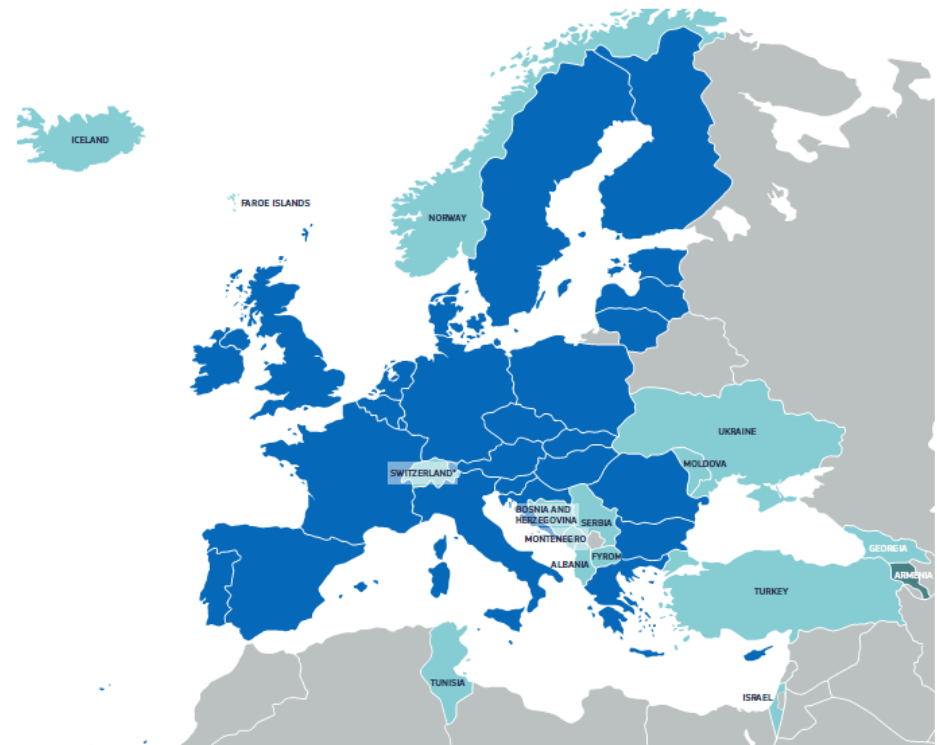 ICELAND
FAROE ISLANDS
NORWAY
UKRAINE
MOLDOVA
SWITZERLAND*
BOSNIA AND
HERZEGOVINA
SERBIA
MONTENEGRO
FYROM
ALBANIA
GEORGIA
ARMENIA
TURKEY
TUNISIA
ISRAEL